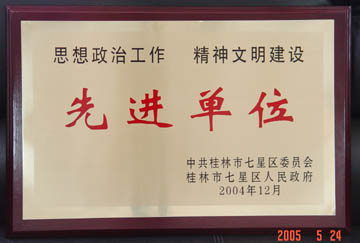 思想政治工作 精神文明建设
先进单位
中共桂林市七星区委员会
桂林市七星区人民政府
2004年12月
2005 5 24